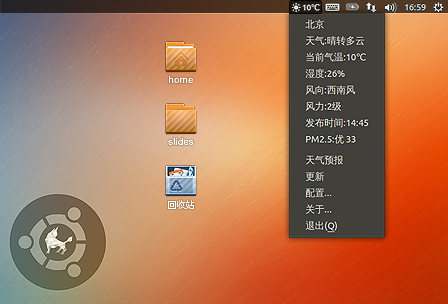 10℃
16:59
北京
天气:晴转多云
当前气温:10℃
湿度:26%
风向:西南风
风力:2级
发布时间:14:45
PM2.5:优 33
天气预报
更新
配置...
关于...
退出(Q)
home
slides
回收站